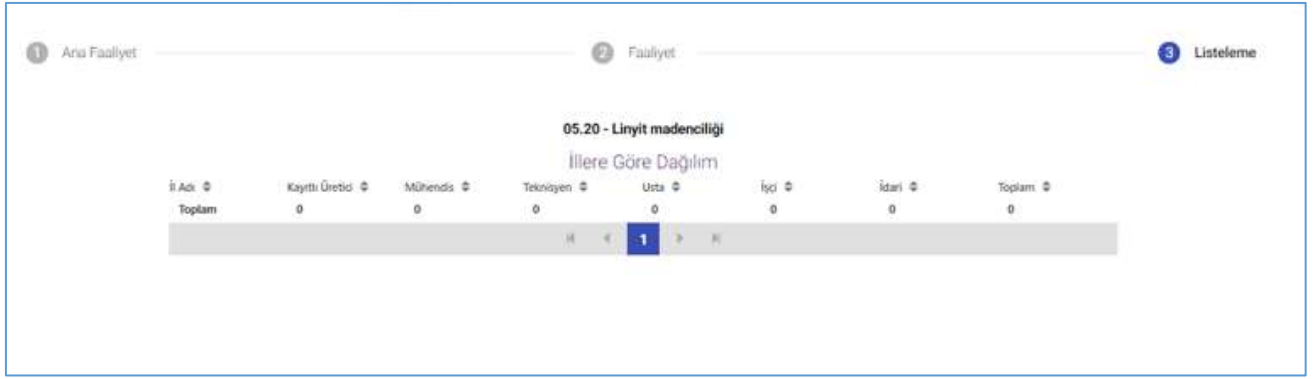 1 Ana Faaliyet 2 Faaliyet 3 Listeleme
05.20 - Linyit madenciliği
İllere Göre Dağılım
İl Adı Kayıtlı Üretici Mühendis Teknisyen Usta İşçi İdari Toplam
Toplam 0 0 0 0 0 0 0
1